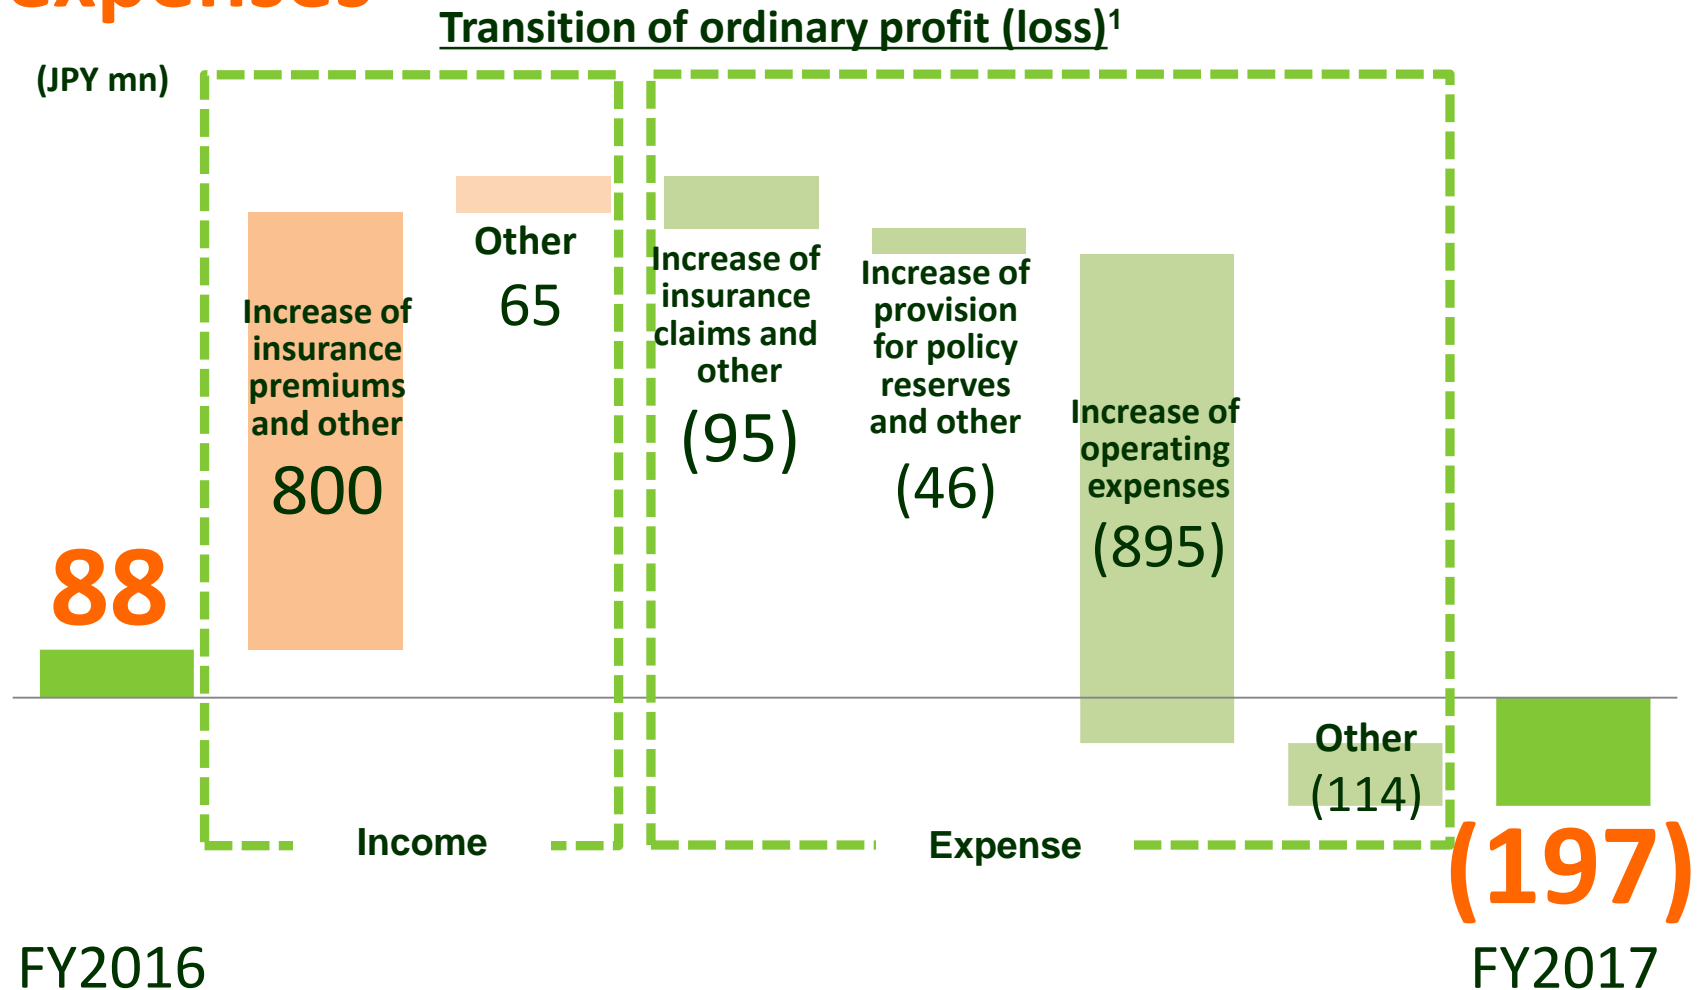 expenses
Transition of ordinary profit (loss)¹
(JPY mn)
Increase of
insurance
premiums
and other
800
Other
65
Increase of
insurance
claims and
other
(95)
Increase of
provision
for policy
reserves
and other
(46)
Increase of
operating
expenses
(895)
Other
(114)
88
(197)
Income
Expense
FY2016
FY2017